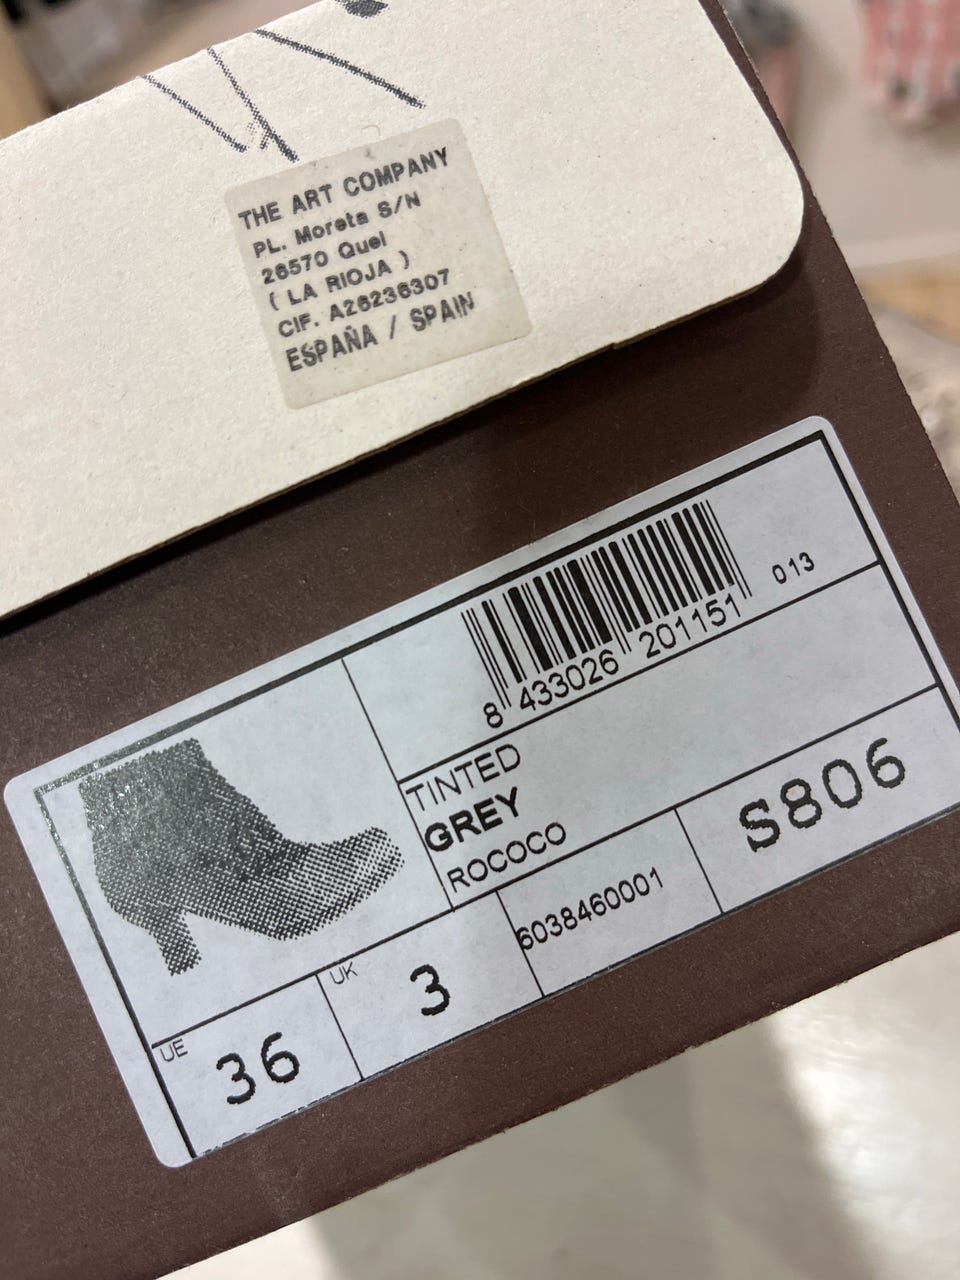 THE ART COMPANY
PL. Moreta S/N
26570 Quel
( LA RIOJA )
CIF. A26236307
ESPAÑA / SPAIN
8 433026 201151
013
TINTED
GREY
ROCOCO
UE 36
UK 3
6038460001
S806